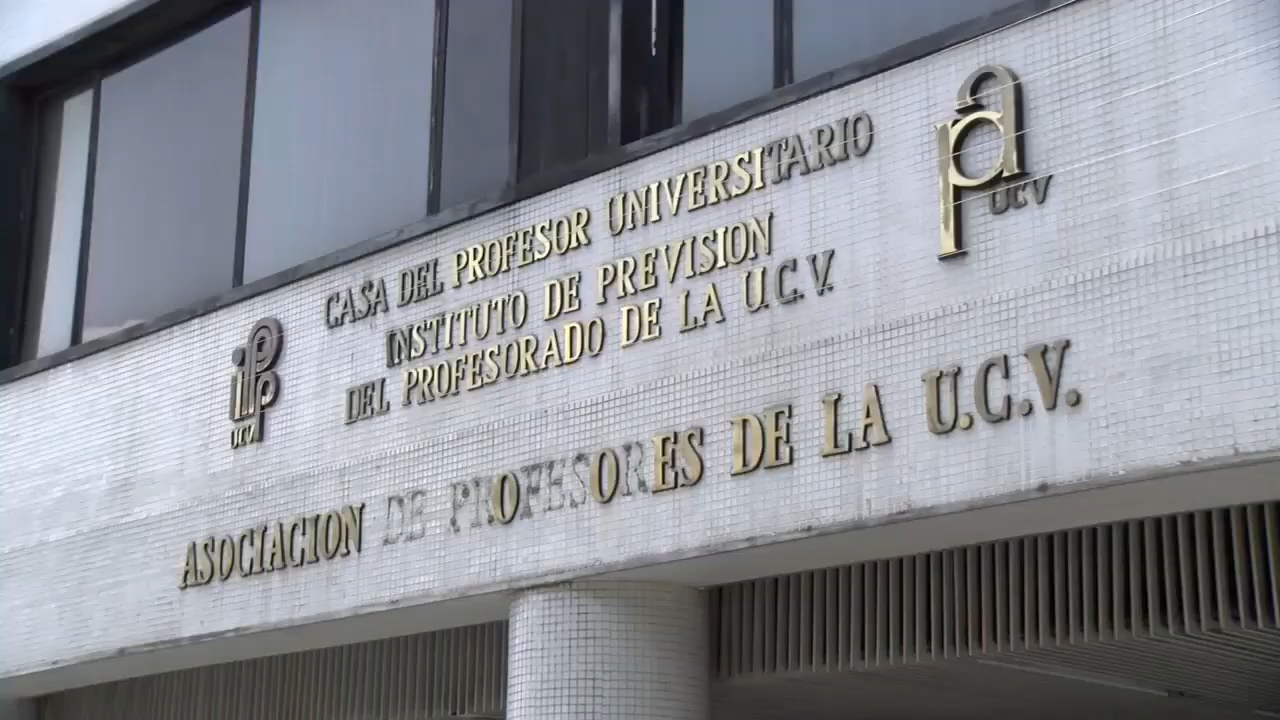 CASA DEL PROFESOR UNIVERSITARIO
INSTITUTO DE PREVISION
DEL PROFESORADO DE LA U.C.V.
ASOCIACION DE PROFESORES DE LA U.C.V.
ipp
UCV
apUCV